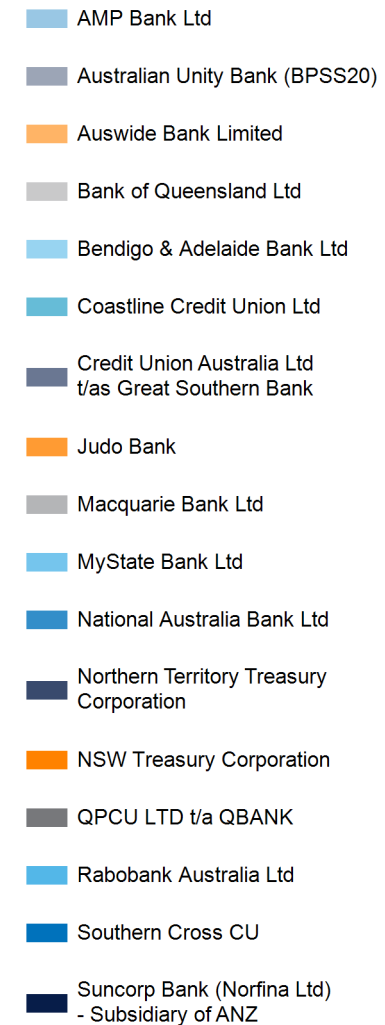 AMP Bank Ltd
Australian Unity Bank (BPSS20)
Auswide Bank Limited
Bank of Queensland Ltd
Bendigo & Adelaide Bank Ltd
Coastline Credit Union Ltd
Credit Union Australia Ltd
t/as Great Southern Bank
Judo Bank
Macquarie Bank Ltd
MyState Bank Ltd
National Australia Bank Ltd
Northern Territory Treasury
Corporation
NSW Treasury Corporation
QPCU LTD t/a QBANK
Rabobank Australia Ltd
Southern Cross CU
Suncorp Bank (Norfina Ltd)
- Subsidiary of ANZ